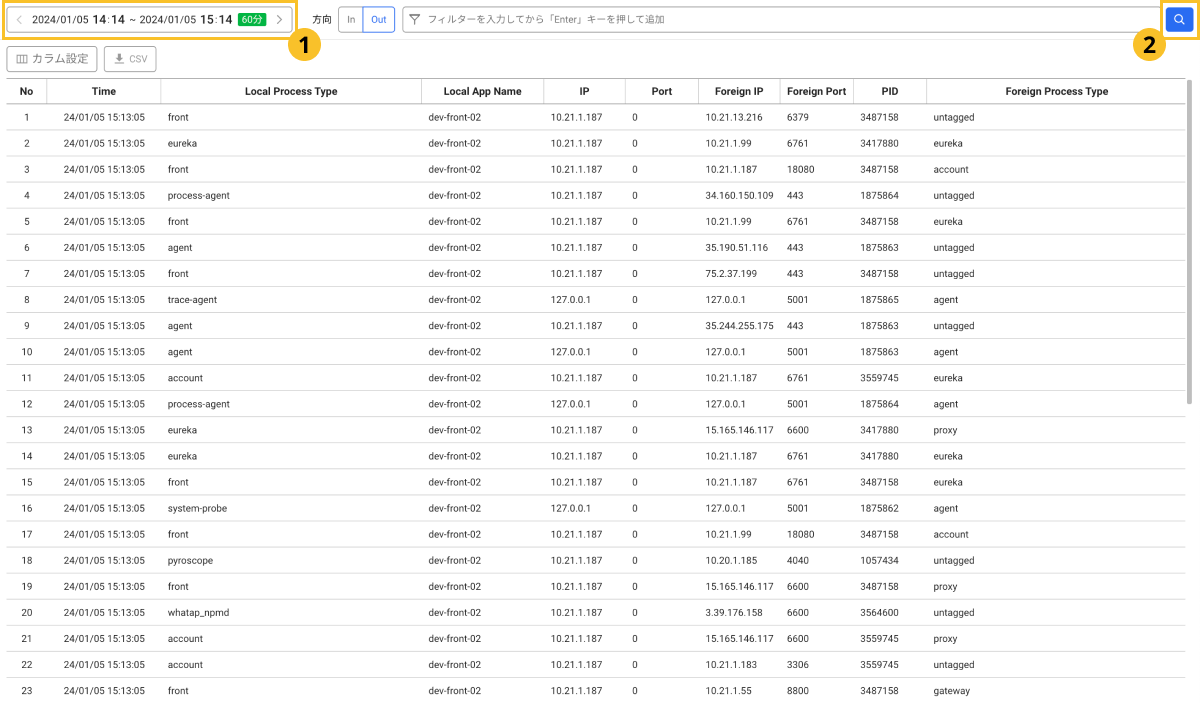 2024/01/05 14:14 ~ 2024/01/05 15:14 60分 方向 In Out フィルターを入力してから「Enter」キーを押して追加
1 2
カラム設定 CSV
No Time Local Process Type Local App Name IP Port Foreign IP Foreign Port PID Foreign Process Type
1 24/01/05 15:13:05 front dev-front-02 10.21.1.187 0 10.21.13.216 6379 3487158 untagged
2 24/01/05 15:13:05 eureka dev-front-02 10.21.1.187 0 10.21.1.99 6761 3417880 eureka
3 24/01/05 15:13:05 front dev-front-02 10.21.1.187 0 10.21.1.187 18080 3487158 account
4 24/01/05 15:13:05 process-agent dev-front-02 10.21.1.187 0 34.160.150.109 443 1875864 untagged
5 24/01/05 15:13:05 front dev-front-02 10.21.1.187 0 10.21.1.99 6761 3487158 eureka
6 24/01/05 15:13:05 agent dev-front-02 10.21.1.187 0 35.190.51.116 443 1875863 untagged
7 24/01/05 15:13:05 front dev-front-02 10.21.1.187 0 75.2.37.199 443 3487158 untagged
8 24/01/05 15:13:05 trace-agent dev-front-02 127.0.0.1 0 127.0.0.1 5001 1875865 agent
9 24/01/05 15:13:05 agent dev-front-02 10.21.1.187 0 35.244.255.175 443 1875863 untagged
10 24/01/05 15:13:05 agent dev-front-02 127.0.0.1 0 127.0.0.1 5001 1875863 agent
11 24/01/05 15:13:05 account dev-front-02 10.21.1.187 0 10.21.1.187 6761 3559745 eureka
12 24/01/05 15:13:05 process-agent dev-front-02 127.0.0.1 0 127.0.0.1 5001 1875864 agent
13 24/01/05 15:13:05 eureka dev-front-02 10.21.1.187 0 15.165.146.117 6600 3417880 proxy
14 24/01/05 15:13:05 eureka dev-front-02 10.21.1.187 0 10.21.1.187 6761 3417880 eureka
15 24/01/05 15:13:05 front dev-front-02 10.21.1.187 0 10.21.1.187 6761 3487158 eureka
16 24/01/05 15:13:05 system-probe dev-front-02 127.0.0.1 0 127.0.0.1 5001 1875862 agent
17 24/01/05 15:13:05 front dev-front-02 10.21.1.187 0 10.21.1.99 18080 3487158 account
18 24/01/05 15:13:05 pyroscope dev-front-02 10.21.1.187 0 10.20.1.185 4040 1057434 untagged
19 24/01/05 15:13:05 front dev-front-02 10.21.1.187 0 15.165.146.117 6600 3487158 proxy
20 24/01/05 15:13:05 whatap_npmd dev-front-02 10.21.1.187 0 3.39.176.158 6600 3564600 untagged
21 24/01/05 15:13:05 account dev-front-02 10.21.1.187 0 15.165.146.117 6600 3559745 proxy
22 24/01/05 15:13:05 account dev-front-02 10.21.1.187 0 10.21.1.183 3306 3559745 untagged
23 24/01/05 15:13:05 front dev-front-02 10.21.1.187 0 10.21.1.55 8800 3487158 gateway